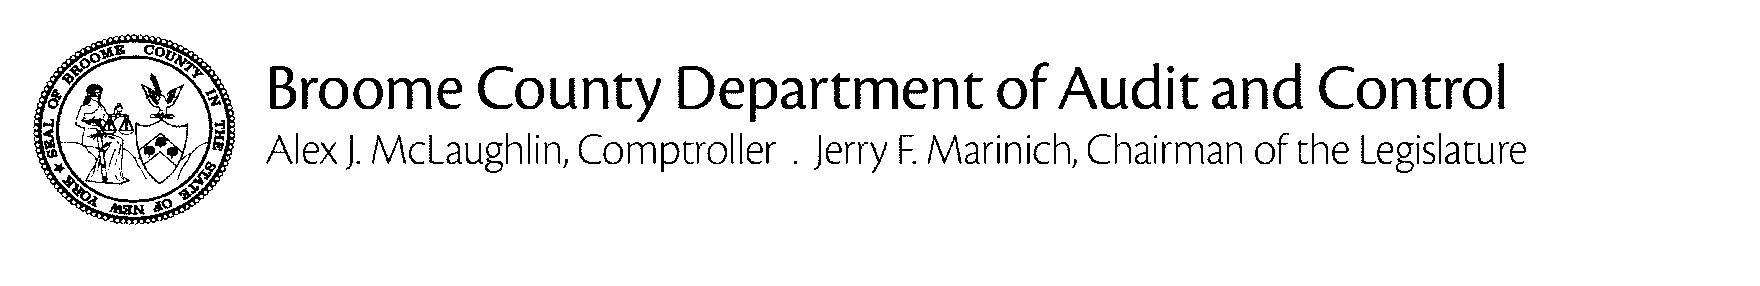 SEAL OF BROOME COUNTY IN THE STATE OF NEW YORK ★
Broome County Department of Audit and Control
Alex J. McLaughlin, Comptroller . Jerry F. Marinich, Chairman of the Legislature